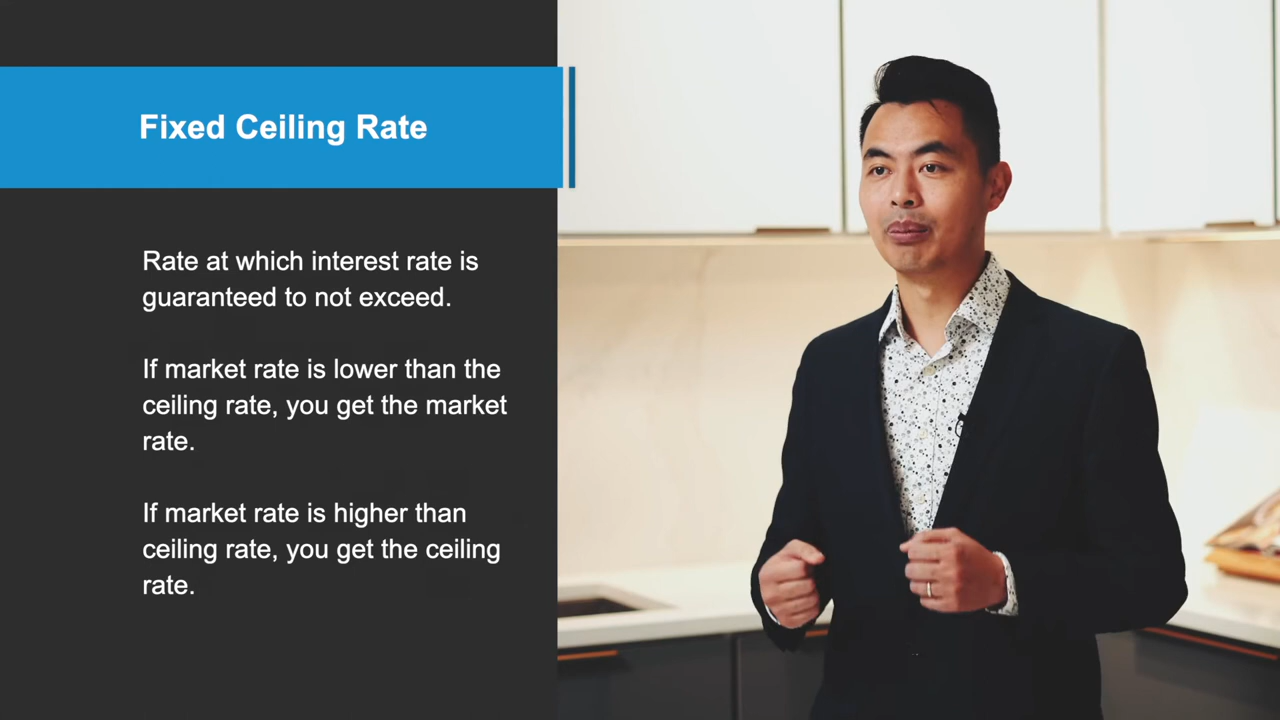 Fixed Ceiling Rate
Rate at which interest rate is
guaranteed to not exceed.
If market rate is lower than the
ceiling rate, you get the market
rate.
If market rate is higher than
ceiling rate, you get the ceiling
rate.